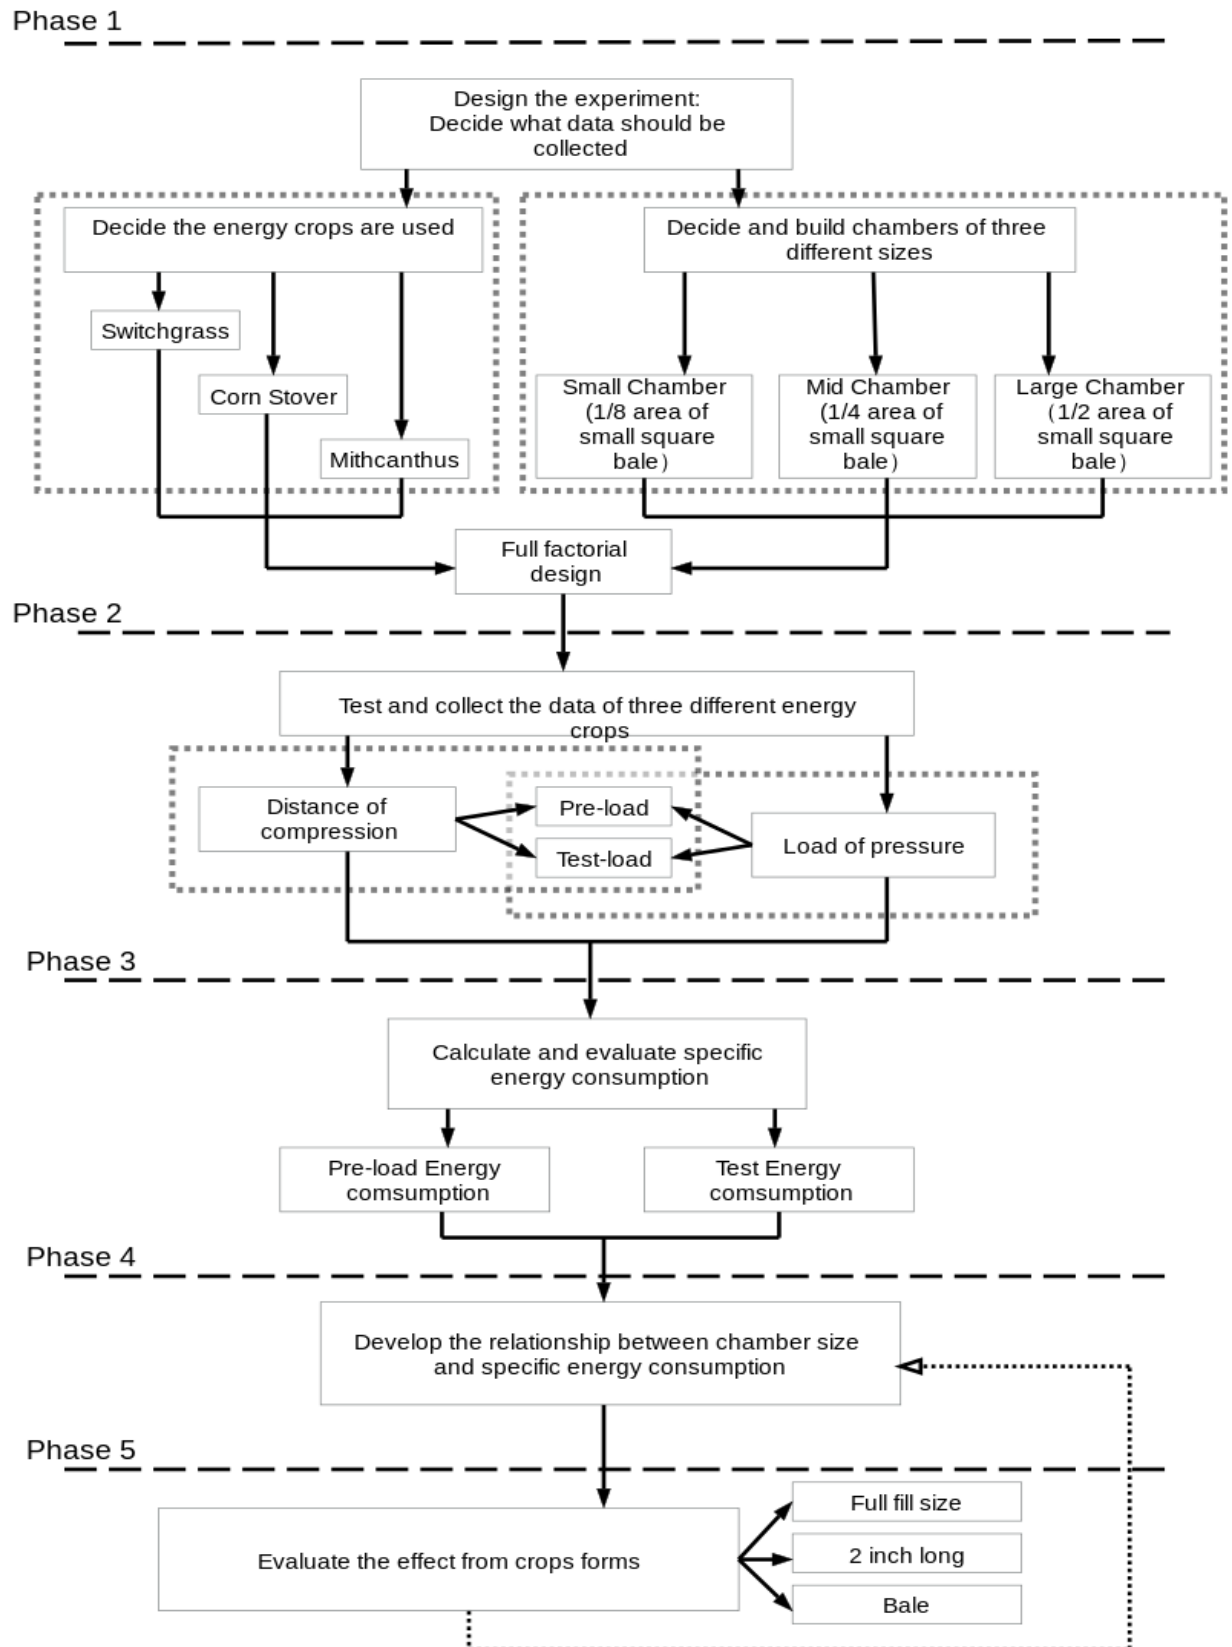 Phase 1
Design the experiment:
Decide what data should be
collected
Decide the energy crops are used
Decide and build chambers of three
different sizes
Switchgrass
Corn Stover
Mithcanthus
Small Chamber
(1/8 area of
small square
bale）
Mid Chamber
(1/4 area of
small square
bale）
Large Chamber
（1/2 area of
small square
bale）
Full factorial
design
Phase 2
Test and collect the data of three different energy
crops
Distance of
compression
Pre-load
Test-load
Load of pressure
Phase 3
Calculate and evaluate specific
energy consumption
Pre-load Energy
comsumption
Test Energy
comsumption
Phase 4
Develop the relationship between chamber size
and specific energy consumption
Phase 5
Evaluate the effect from crops forms
Full fill size
2 inch long
Bale